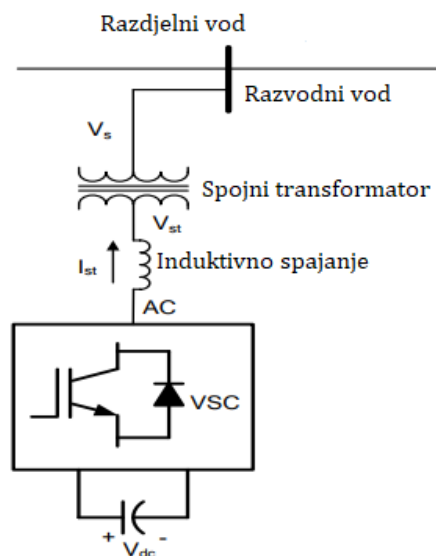 Razdjelni vod
Razvodni vod
Vs
Spojni transformator
Vst
Ist
Induktivno spajanje
AC
VSC
+ -
Vdc